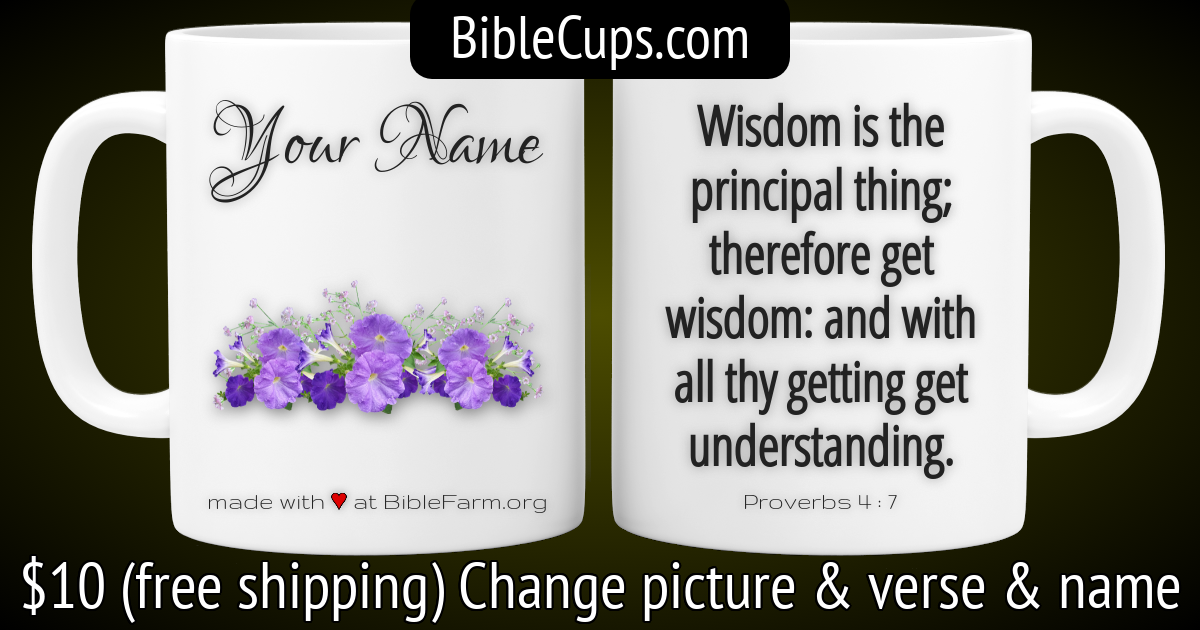 BibleCups.com
Your Name
made with ♥ at BibleFarm.org
Wisdom is the
principal thing;
therefore get
wisdom: and with
all thy getting get
understanding.
Proverbs 4:7
$10 (free shipping) Change picture & verse & name